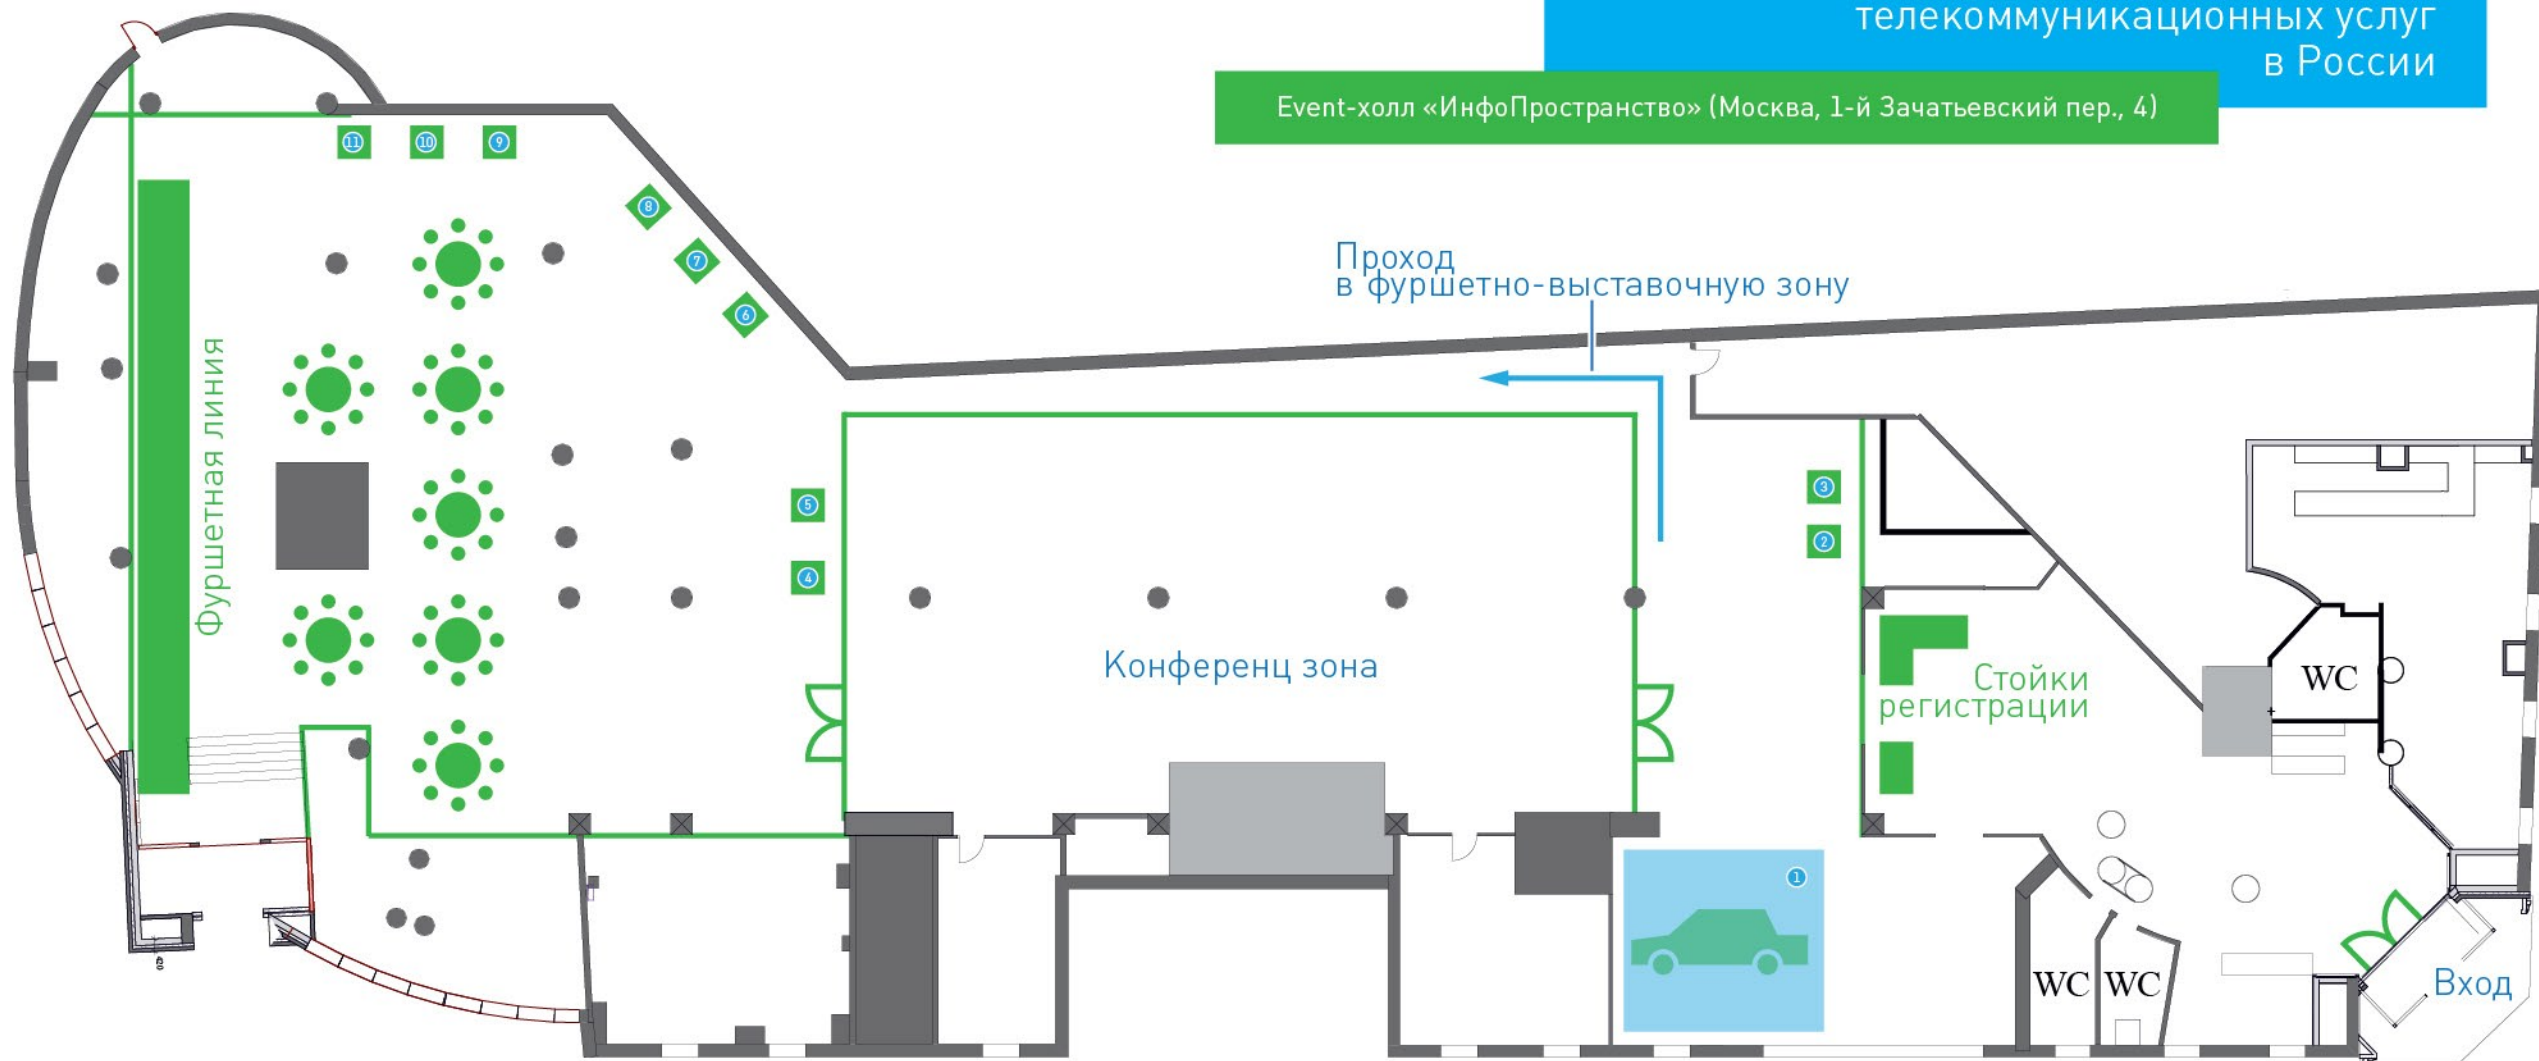 телекоммуникационных услуг
в России
Event-холл «ИнфоПространство» (Москва, 1-й Зачатьевский пер., 4)
11
10
9
8
7
6
Проход
в фуршетно-выставочную зону
Фуршетная линия
5
4
3
2
Конференц зона
Стойки
регистрации
WC
1
WC
WC
Вход